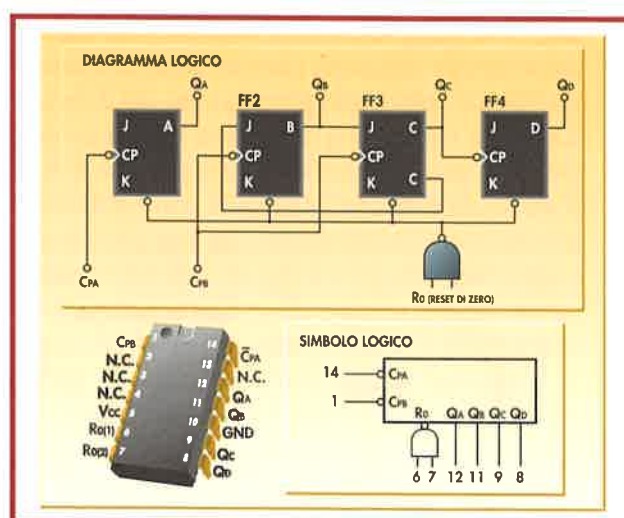 DIAGRAMMA LOGICO
QA FF2 QB FF3 QC FF4 QD
J A J B J C J D
CP CP CP CP
K K K C K
CPA CPB R0 (RESET DI ZERO)
CPB 1 14 C̅PA
N.C. 2 13 N.C.
N.C. 3 12 QA
N.C. 4 11 QB
VCC 5 10 GND
R0(1) 6 9 QC
R0(2) 7 8 QD
SIMBOLO LOGICO
14 CPA
1 CPB
R0 QA QB QC QD
6 7 12 11 9 8